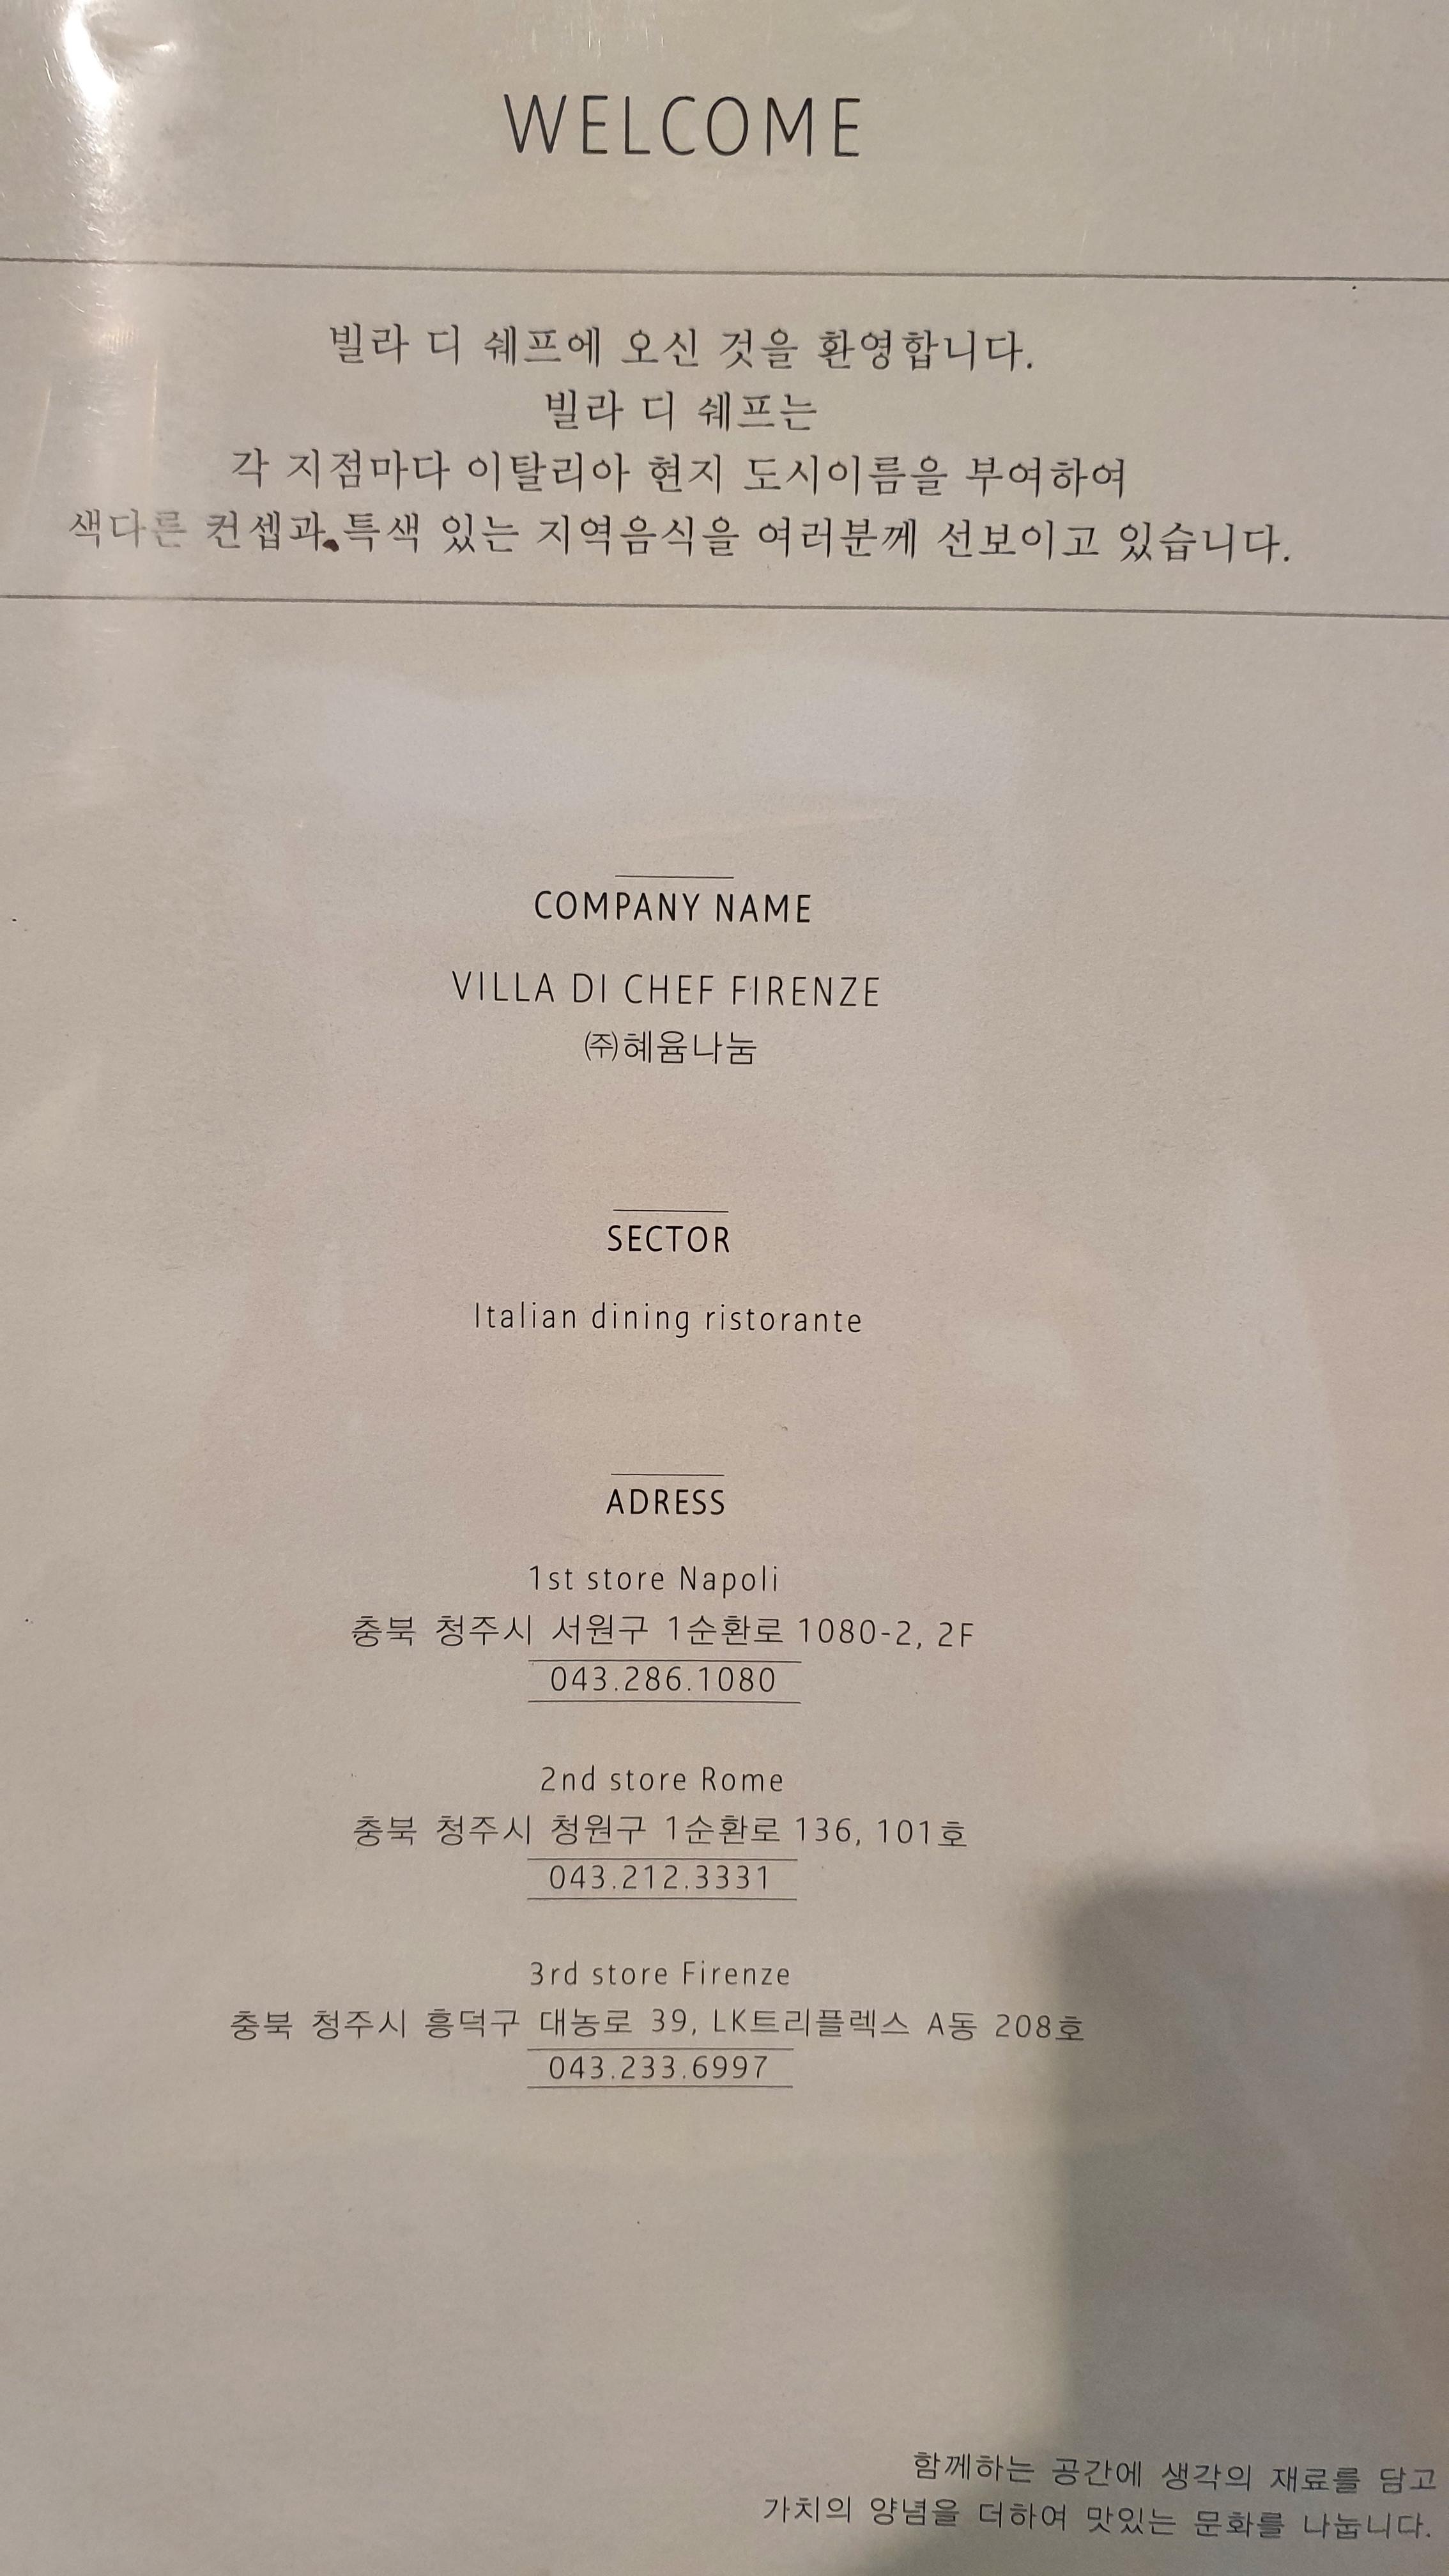 WELCOME
빌라 디 쉐프에 오신 것을 환영합니다.
빌라 디 쉐프는
각 지점마다 이탈리아 현지 도시이름을 부여하여
색다른 컨셉과 특색 있는 지역음식을 여러분께 선보이고 있습니다.
COMPANY NAME
VILLA DI CHEF FIRENZE
㈜혜윰나눔
SECTOR
Italian dining ristorante
ADRESS
1st store Napoli
충북 청주시 서원구 1순환로 1080-2, 2F
043.286.1080
2nd store Rome
충북 청주시 청원구 1순환로 136, 101호
043.212.3331
3rd store Firenze
충북 청주시 흥덕구 대농로 39, LK트리플렉스 A동 208호
043.233.6997
함께하는 공간에 생각의 재료를 담고
가치의 양념을 더하여 맛있는 문화를 나눕니다.